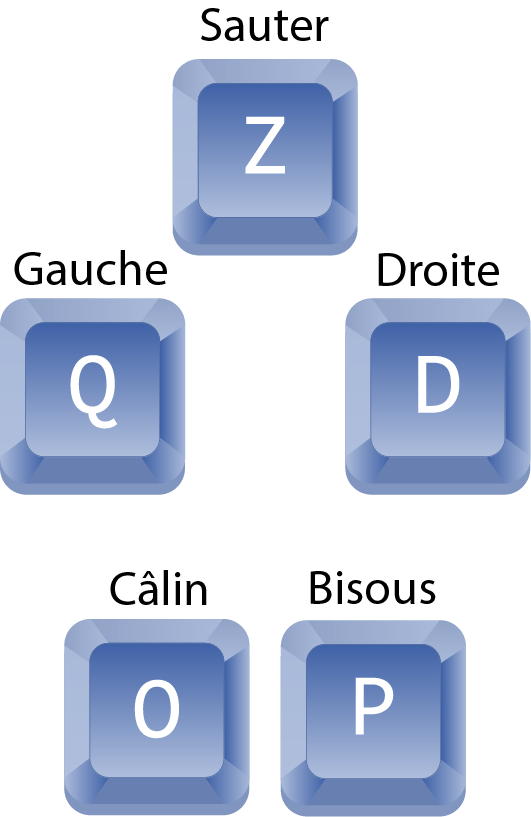 Sauter
Z
Gauche Droite
Q D
Câlin Bisous
O P